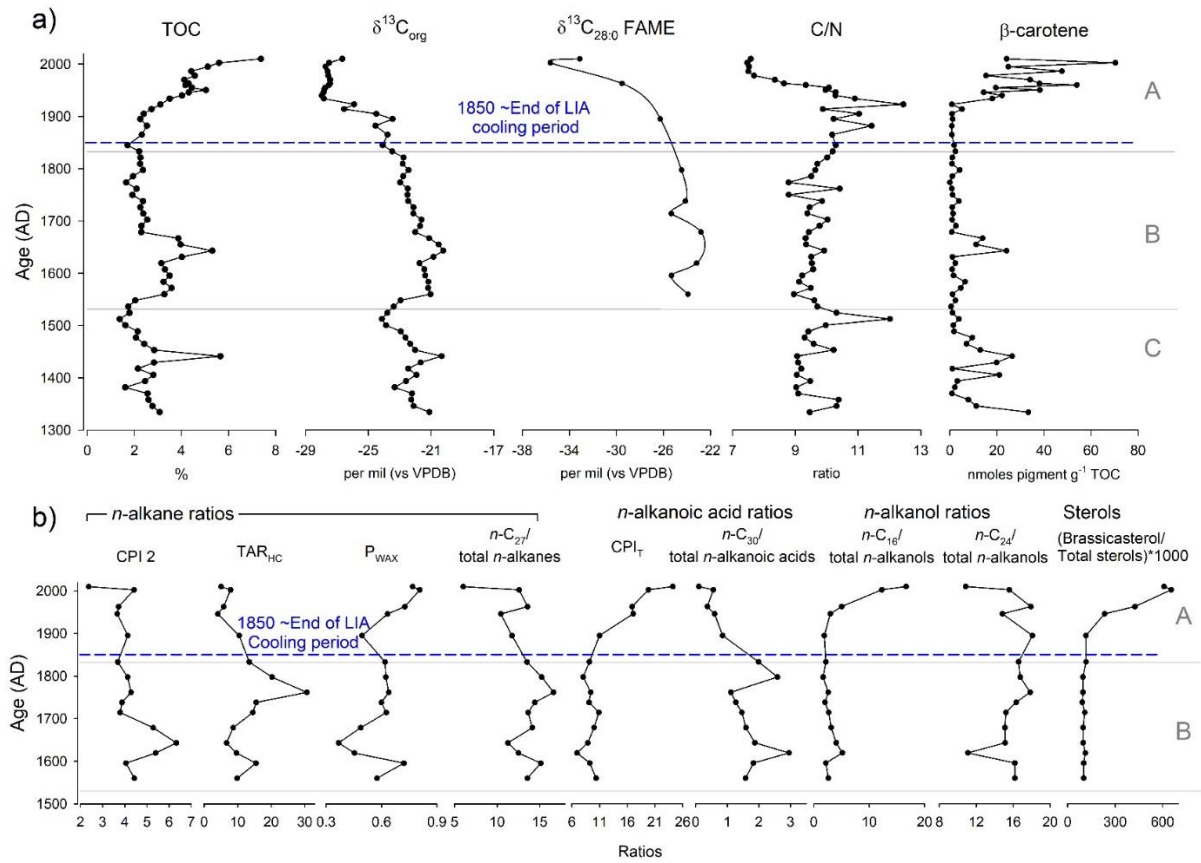 a)
TOC δ¹³Corg δ¹³C28:0 FAME C/N β-carotene
2000
1900
1800
1700
1600
1500
1400
1300
Age (AD)
1850 ~End of LIA
cooling period
A
B
C
0 2 4 6 8 -29 -25 -21 -17 -38 -34 -30 -26 -22 7 9 11 13 0 20 40 60 80
% per mil (vs VPDB) per mil (vs VPDB) ratio nmoles pigment g⁻¹ TOC
b)
n-alkane ratios n-alkanoic acid ratios n-alkanol ratios Sterols
CPI 2 TARHC PWAX n-C27/ total n-alkanes CPIT n-C30/ total n-alkanoic acids n-C16/ total n-alkanols n-C24/ total n-alkanols (Brassicasterol/ Total sterols)*1000
2000
1900
1800
1700
1600
1500
Age (AD)
1850 ~End of LIA
Cooling period
A
B
2 3 4 5 6 7 0 10 20 30 0.3 0.6 0.9 5 10 15 6 11 16 21 26 0 1 2 3 0 10 20 8 12 16 20 0 300 600
Ratios